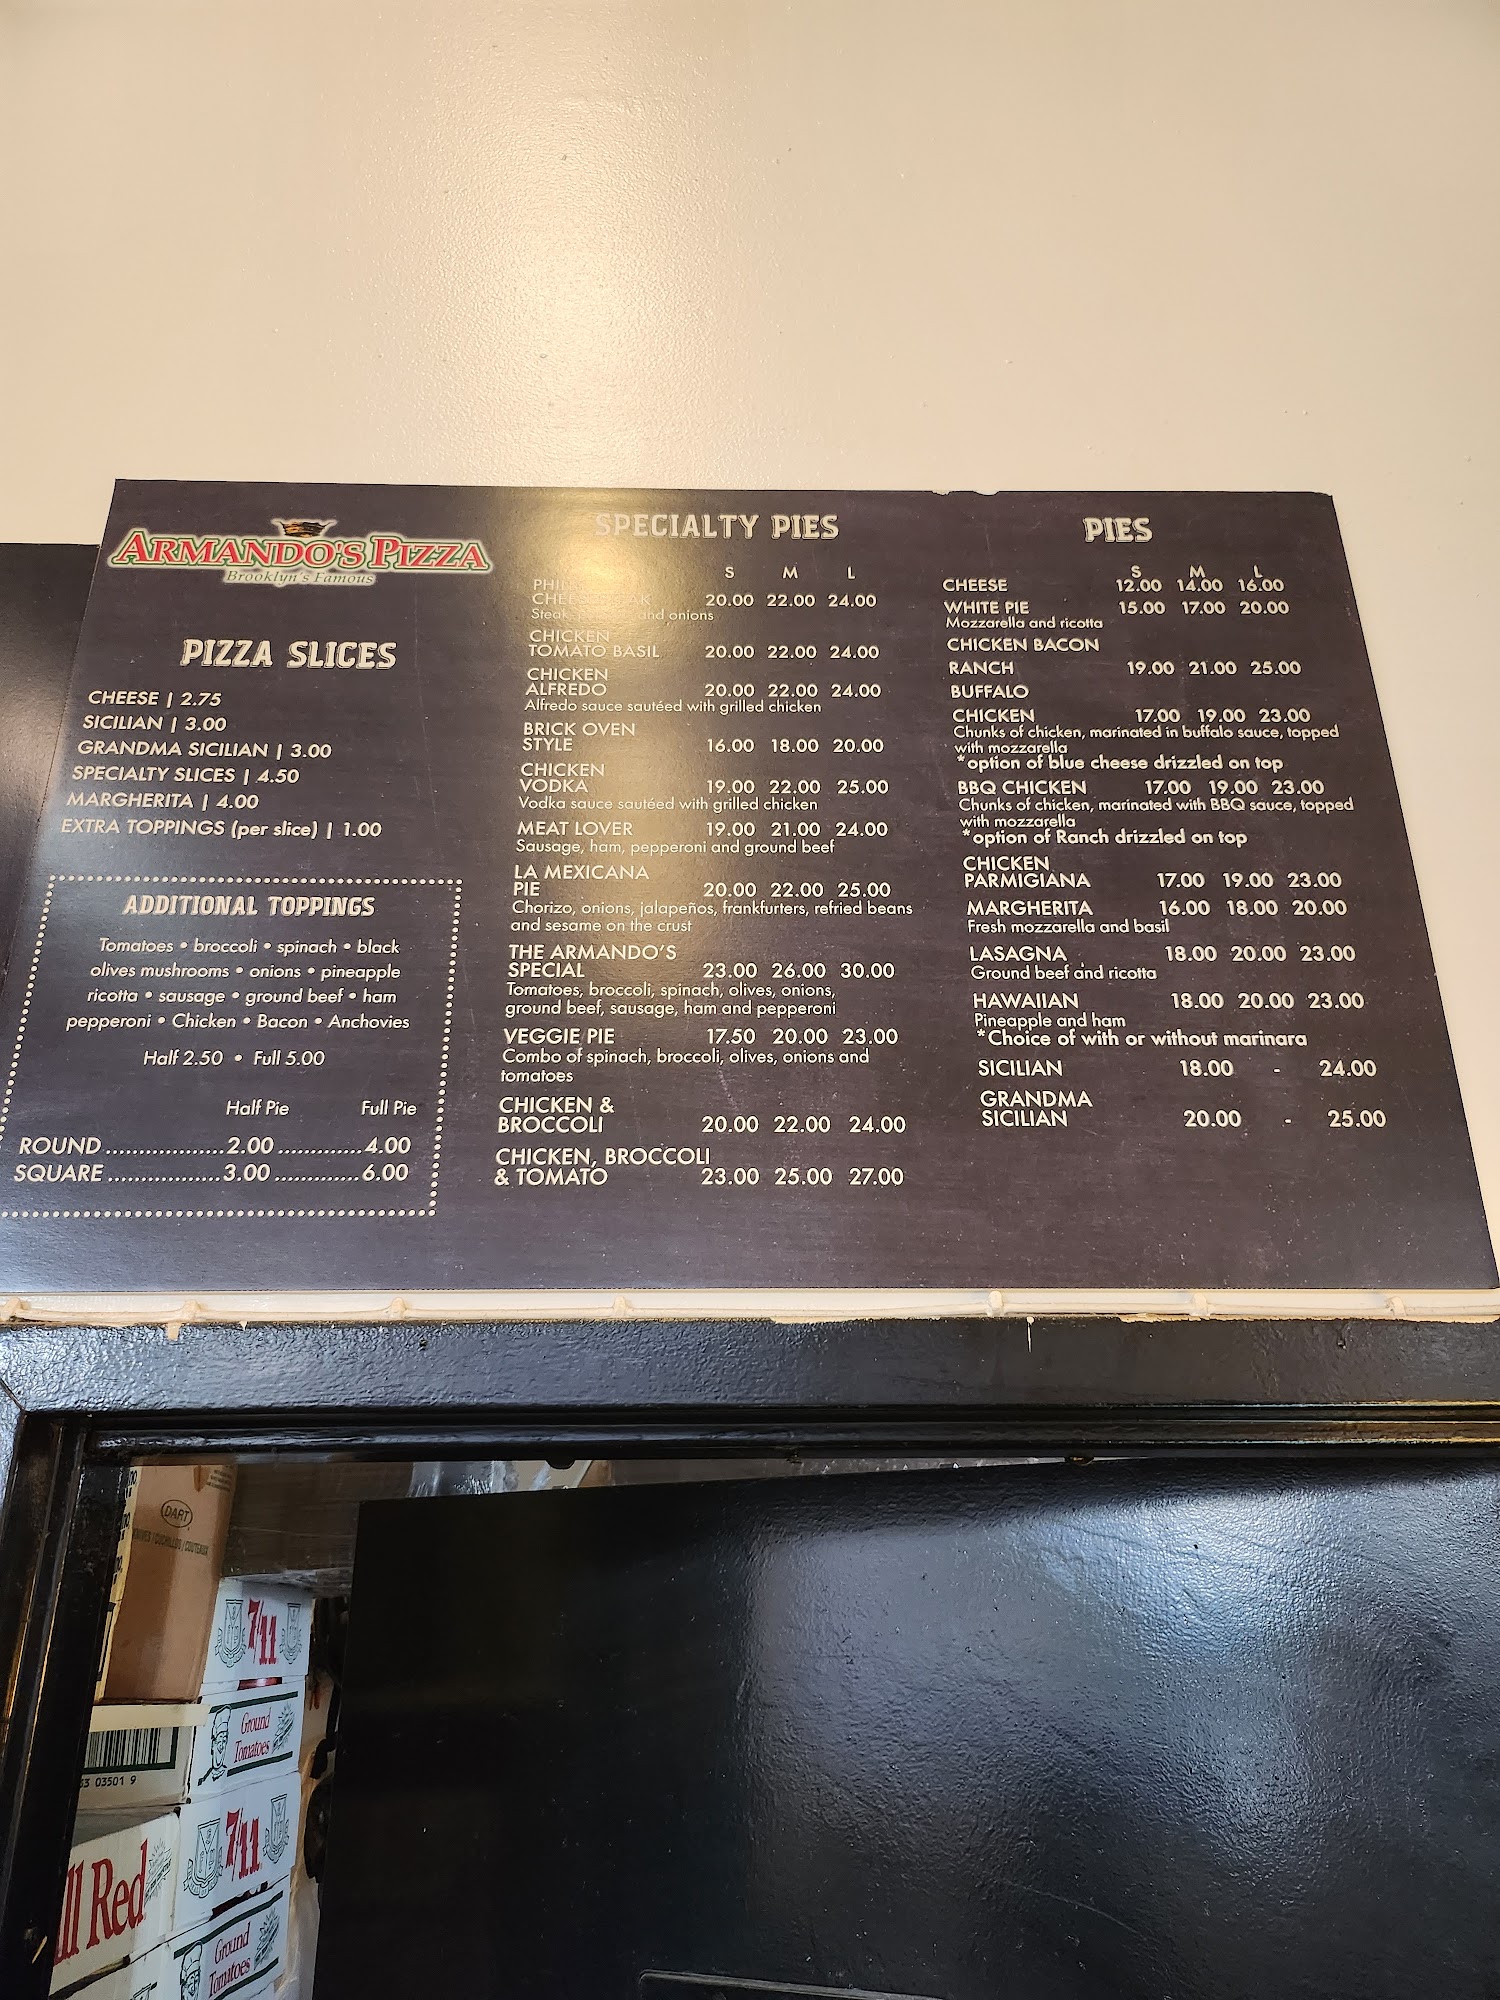 ARMANDO'S PIZZA
Brooklyn's Famous
PIZZA SLICES
CHEESE | 2.75
SICILIAN | 3.00
GRANDMA SICILIAN | 3.00
SPECIALTY SLICES | 4.50
MARGHERITA | 4.00
EXTRA TOPPINGS (per slice) | 1.00
ADDITIONAL TOPPINGS
Tomatoes • broccoli • spinach • black
olives mushrooms • onions • pineapple
ricotta • sausage • ground beef • ham
pepperoni • Chicken • Bacon • Anchovies
Half 2.50 • Full 5.00
Half Pie Full Pie
ROUND ..................2.00 .............4.00
SQUARE .................3.00 .............6.00
SPECIALTY PIES
S M L
20.00 22.00 24.00
and onions
CHICKEN
TOMATO BASIL 20.00 22.00 24.00
CHICKEN
ALFREDO 20.00 22.00 24.00
Alfredo sauce sautéed with grilled chicken
BRICK OVEN
STYLE 16.00 18.00 20.00
CHICKEN
VODKA 19.00 22.00 25.00
Vodka sauce sautéed with grilled chicken
MEAT LOVER 19.00 21.00 24.00
Sausage, ham, pepperoni and ground beef
LA MEXICANA
PIE 20.00 22.00 25.00
Chorizo, onions, jalapeños, frankfurters, refried beans
and sesame on the crust
THE ARMANDO'S
SPECIAL 23.00 26.00 30.00
Tomatoes, broccoli, spinach, olives, onions,
ground beef, sausage, ham and pepperoni
VEGGIE PIE 17.50 20.00 23.00
Combo of spinach, broccoli, olives, onions and
tomatoes
CHICKEN &
BROCCOLI 20.00 22.00 24.00
CHICKEN, BROCCOLI
& TOMATO 23.00 25.00 27.00
PIES
S M L
CHEESE 12.00 14.00 16.00
WHITE PIE 15.00 17.00 20.00
Mozzarella and ricotta
CHICKEN BACON
RANCH 19.00 21.00 25.00
BUFFALO
CHICKEN 17.00 19.00 23.00
Chunks of chicken, marinated in buffalo sauce, topped
with mozzarella
*option of blue cheese drizzled on top
BBQ CHICKEN 17.00 19.00 23.00
Chunks of chicken, marinated with BBQ sauce, topped
with mozzarella
*option of Ranch drizzled on top
CHICKEN
PARMIGIANA 17.00 19.00 23.00
MARGHERITA 16.00 18.00 20.00
Fresh mozzarella and basil
LASAGNA 18.00 20.00 23.00
Ground beef and ricotta
HAWAIIAN 18.00 20.00 23.00
Pineapple and ham
*Choice of with or without marinara
SICILIAN 18.00 - 24.00
GRANDMA
SICILIAN 20.00 - 25.00
DART
7/11
Ground
Tomatoes
03501 9
7/11
ll Red
Ground
Tomatoes